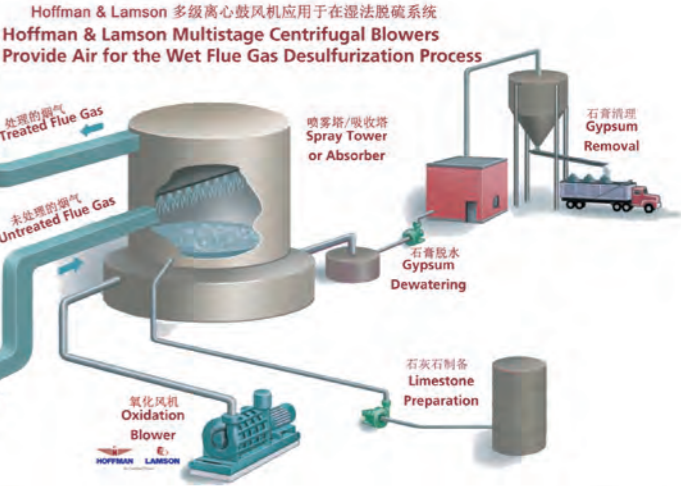 Hoffman & Lamson 多级离心鼓风机应用于在湿法脱硫系统
Hoffman & Lamson Multistage Centrifugal Blowers
Provide Air for the Wet Flue Gas Desulfurization Process
处理的烟气
Treated Flue Gas
喷雾塔/吸收塔
Spray Tower
or Absorber
石膏清理
Gypsum
Removal
未处理的烟气
Untreated Flue Gas
石膏脱水
Gypsum
Dewatering
石灰石制备
Limestone
Preparation
氧化风机
Oxidation
Blower
HOFFMAN LAMSON